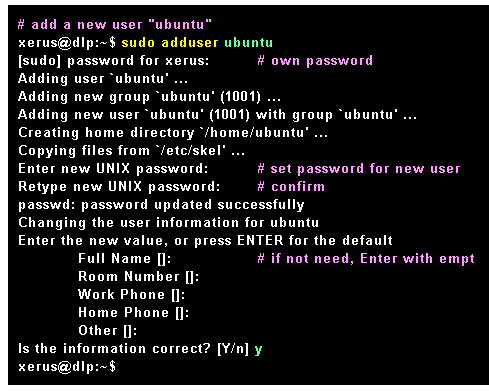 # add a new user "ubuntu"
xerus@dlp:~$ sudo adduser ubuntu
[sudo] password for xerus: # own password
Adding user `ubuntu' ...
Adding new group `ubuntu' (1001) ...
Adding new user `ubuntu' (1001) with group `ubuntu' ...
Creating home directory `/home/ubuntu' ...
Copying files from `/etc/skel' ...
Enter new UNIX password: # set password for new user
Retype new UNIX password: # confirm
passwd: password updated successfully
Changing the user information for ubuntu
Enter the new value, or press ENTER for the default
Full Name []: # if not need, Enter with empt
Room Number []:
Work Phone []:
Home Phone []:
Other []:
Is the information correct? [Y/n] y
xerus@dlp:~$